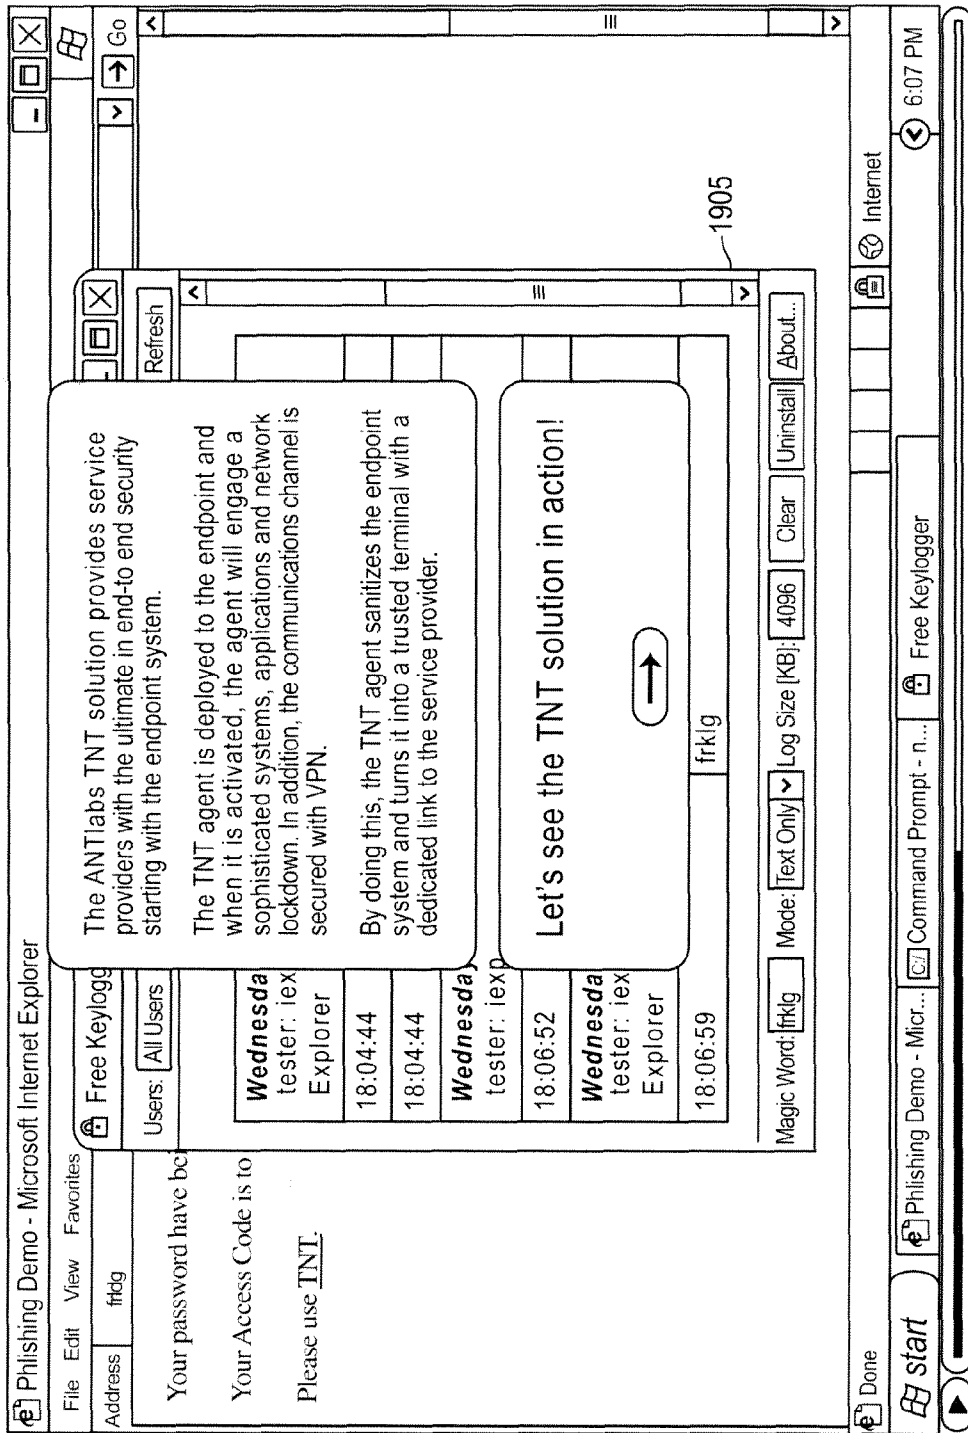 Phlishing Demo - Microsoft Internet Explorer
File Edit View Favorites
Address frldg
Go
Your password have
Your Access Code is to
Please use TNT.
Free Keylogg
Users: All Users
Refresh
The ANTlabs TNT solution provides service
providers with the ultimate in end-to end security
starting with the endpoint system.
The TNT agent is deployed to the endpoint and
when it is activated, the agent will engage a
sophisticated systems, applications and network
lockdown. In addition, the communications channel is
secured with VPN.
By doing this, the TNT agent sanitizes the endpoint
system and turns it into a trusted terminal with a
dedicated link to the service provider.
Let's see the TNT solution in action!
Wednesda
tester: iex
Explorer
18:04:44
18:04:44
Wednesday
tester: iexp
18:06:52
Wednesda
tester: iex
Explorer
18:06:59 frklg
Magic Word: frklg Mode: Text Only Log Size [KB]: 4096 Clear Uninstall About...
1905
Done
Internet
start Phlishing Demo - Micr... C:/ Command Prompt - n... Free Keylogger 6:07 PM